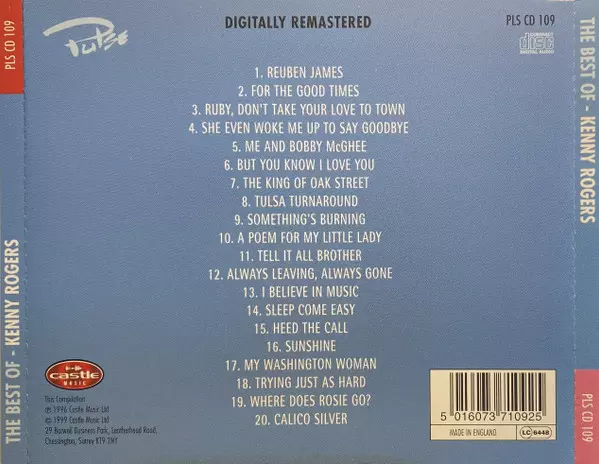 PLS CD 109
THE BEST OF - KENNY ROGERS
Pulse
DIGITALLY REMASTERED
PLS CD 109
COMPACT
disc
DIGITAL AUDIO
1. REUBEN JAMES
2. FOR THE GOOD TIMES
3. RUBY, DON'T TAKE YOUR LOVE TO TOWN
4. SHE EVEN WOKE ME UP TO SAY GOODBYE
5. ME AND BOBBY McGHEE
6. BUT YOU KNOW I LOVE YOU
7. THE KING OF OAK STREET
8. TULSA TURNAROUND
9. SOMETHING'S BURNING
10. A POEM FOR MY LITTLE LADY
11. TELL IT ALL BROTHER
12. ALWAYS LEAVING, ALWAYS GONE
13. I BELIEVE IN MUSIC
14. SLEEP COME EASY
15. HEED THE CALL
16. SUNSHINE
17. MY WASHINGTON WOMAN
18. TRYING JUST AS HARD
19. WHERE DOES ROSIE GO?
20. CALICO SILVER
castle
MUSIC
This Compilation
℗ 1996 Castle Music Ltd
© 1999 Castle Music Ltd
29 Barwell Business Park, Leatherhead Road,
Chessington, Surrey KT9 2NY
5 016073 710925
MADE IN ENGLAND
LC 6448
THE BEST OF - KENNY ROGERS
PLS CD 109